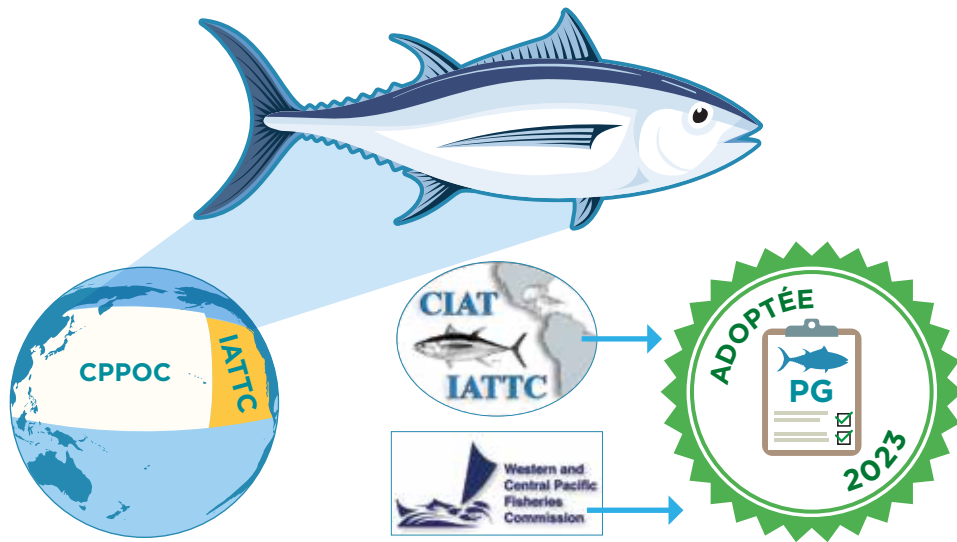 CPPOC
IATTC
CIAT
IATTC
Western and
Central Pacific
Fisheries
Commission
ADOPTÉE
PG
2023